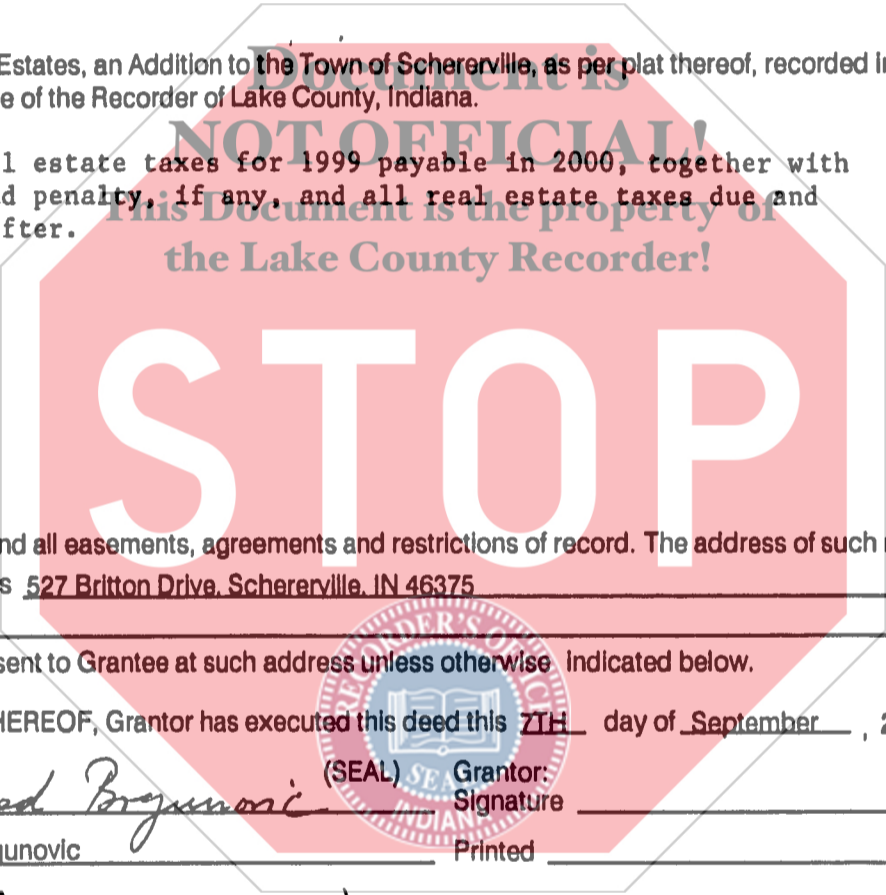 Estates, an Addition to the Town of Schererville, as per plat thereof, recorded in
e of the Recorder of Lake County, Indiana.
Document is
NOT OFFICIAL!
This Document is the property of
the Lake County Recorder!
l estate taxes for 1999 payable in 2000, together with
d penalty, if any, and all real estate taxes due and
fter.
STOP
nd all easements, agreements and restrictions of record. The address of such
s 527 Britton Drive, Schererville, IN 46375
sent to Grantee at such address unless otherwise indicated below.
HEREOF, Grantor has executed this deed this 7TH day of September , 2
(SEAL) Grantor:
Signature
unovic Printed
RECORDER'S OFFICE
SEAL
INDIANA